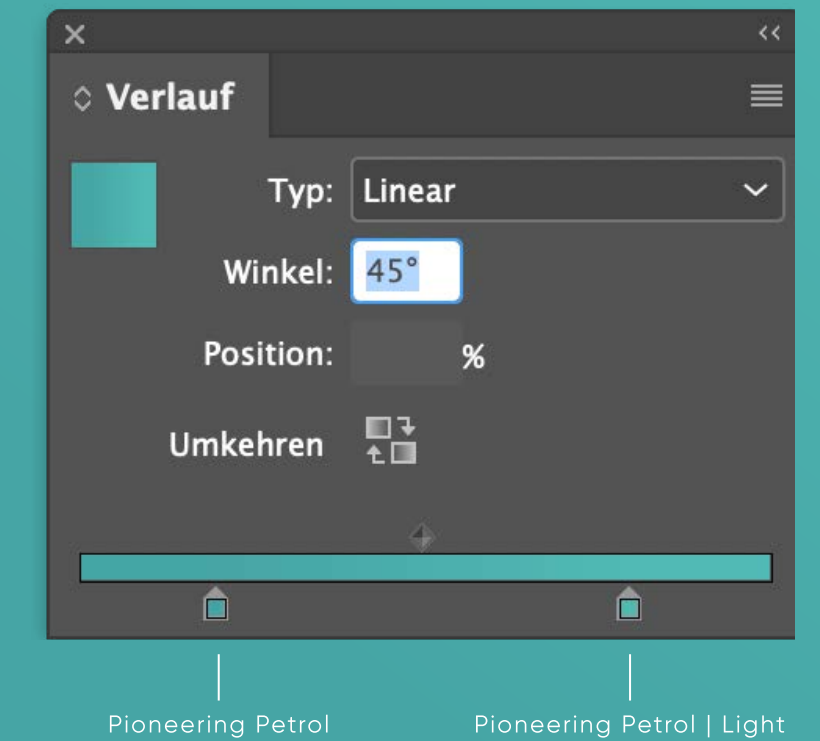 Verlauf
Typ: Linear
Winkel: 45°
Position: %
Umkehren
Pioneering Petrol
Pioneering Petrol | Light